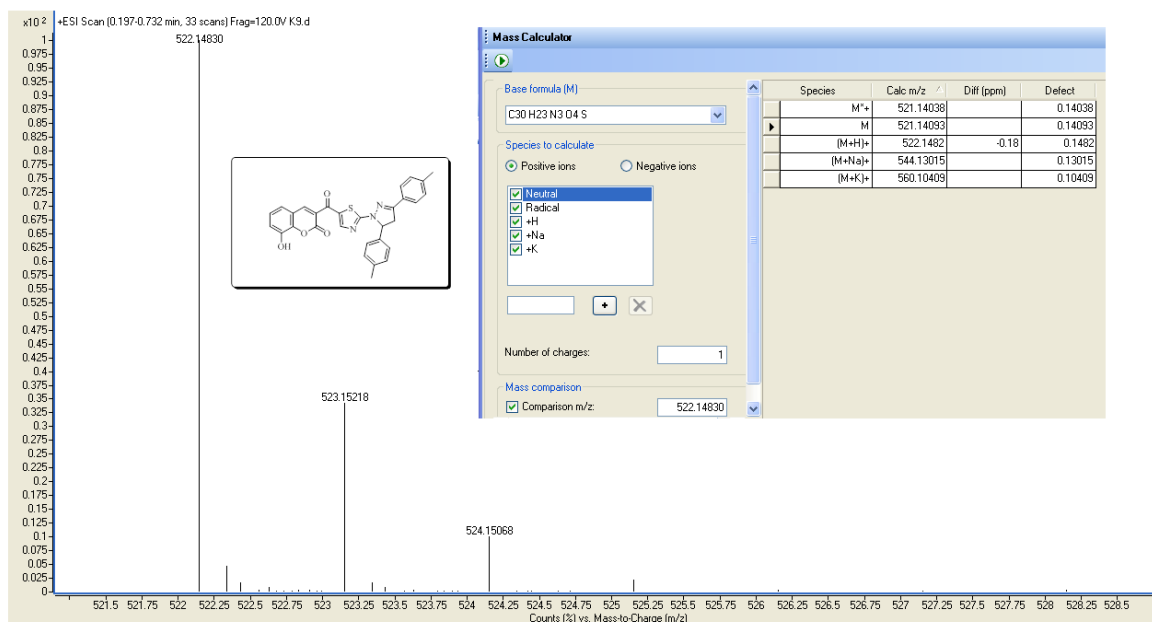 x10 2 +ESI Scan (0.197-0.732 min, 33 scans) Frag=120.0V K9.d
522.14830
1
0.975
0.95
0.925
0.9
0.875
0.85
0.825
0.8
0.775
0.75
0.725
0.7
0.675
0.65
0.625
0.6
0.575
0.55
0.525
0.5
0.475
0.45
0.425
0.4
0.375
0.35
0.325
0.3
0.275
0.25
0.225
0.2
0.175
0.15
0.125
0.1
0.075
0.05
0.025
0
523.15218
524.15068
O
S
N
N
N
O
O
OH
Mass Calculator
Base formula (M)
C30 H23 N3 O4 S
Species to calculate
Positive ions Negative ions
Neutral
Radical
+H
+Na
+K
+
Number of charges: 1
Mass comparison
Comparison m/z: 522.14830
Species Calc m/z Diff (ppm) Defect
M*+ 521.14038 0.14038
M 521.14093 0.14093
(M+H)+ 522.1482 -0.18 0.1482
(M+Na)+ 544.13015 0.13015
(M+K)+ 560.10409 0.10409
521.5 521.75 522 522.25 522.5 522.75 523 523.25 523.5 523.75 524 524.25 524.5 524.75 525 525.25 525.5 525.75 526 526.25 526.5 526.75 527 527.25 527.5 527.75 528 528.25 528.5
Counts (%) vs. Mass-to-Charge (m/z)